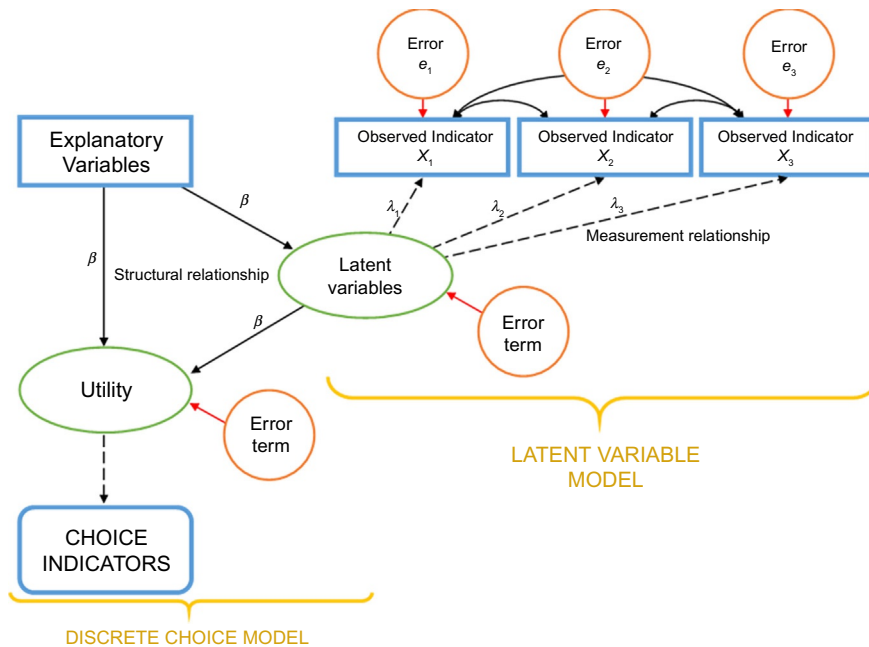 Error
e₁
Error
e₂
Error
e₃
Explanatory
Variables
Observed Indicator
X₁
Observed Indicator
X₂
Observed Indicator
X₃
β
λ₁
λ₂
λ₃
Measurement relationship
β
Structural relationship
Latent
variables
β
Error
term
Utility
Error
term
LATENT VARIABLE
MODEL
CHOICE
INDICATORS
DISCRETE CHOICE MODEL